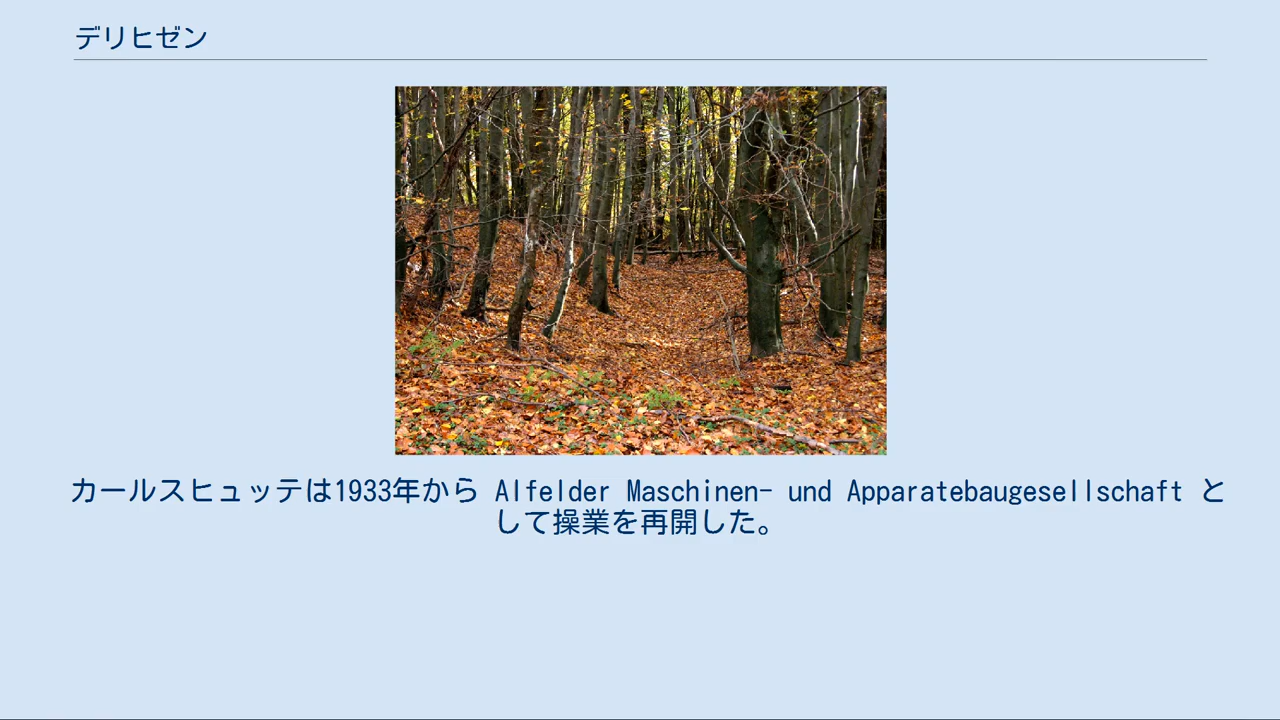 デリヒゼン
カールスヒュッテは1933年から Alfelder Maschinen- und Apparatebaugesellschaft と
して操業を再開した。